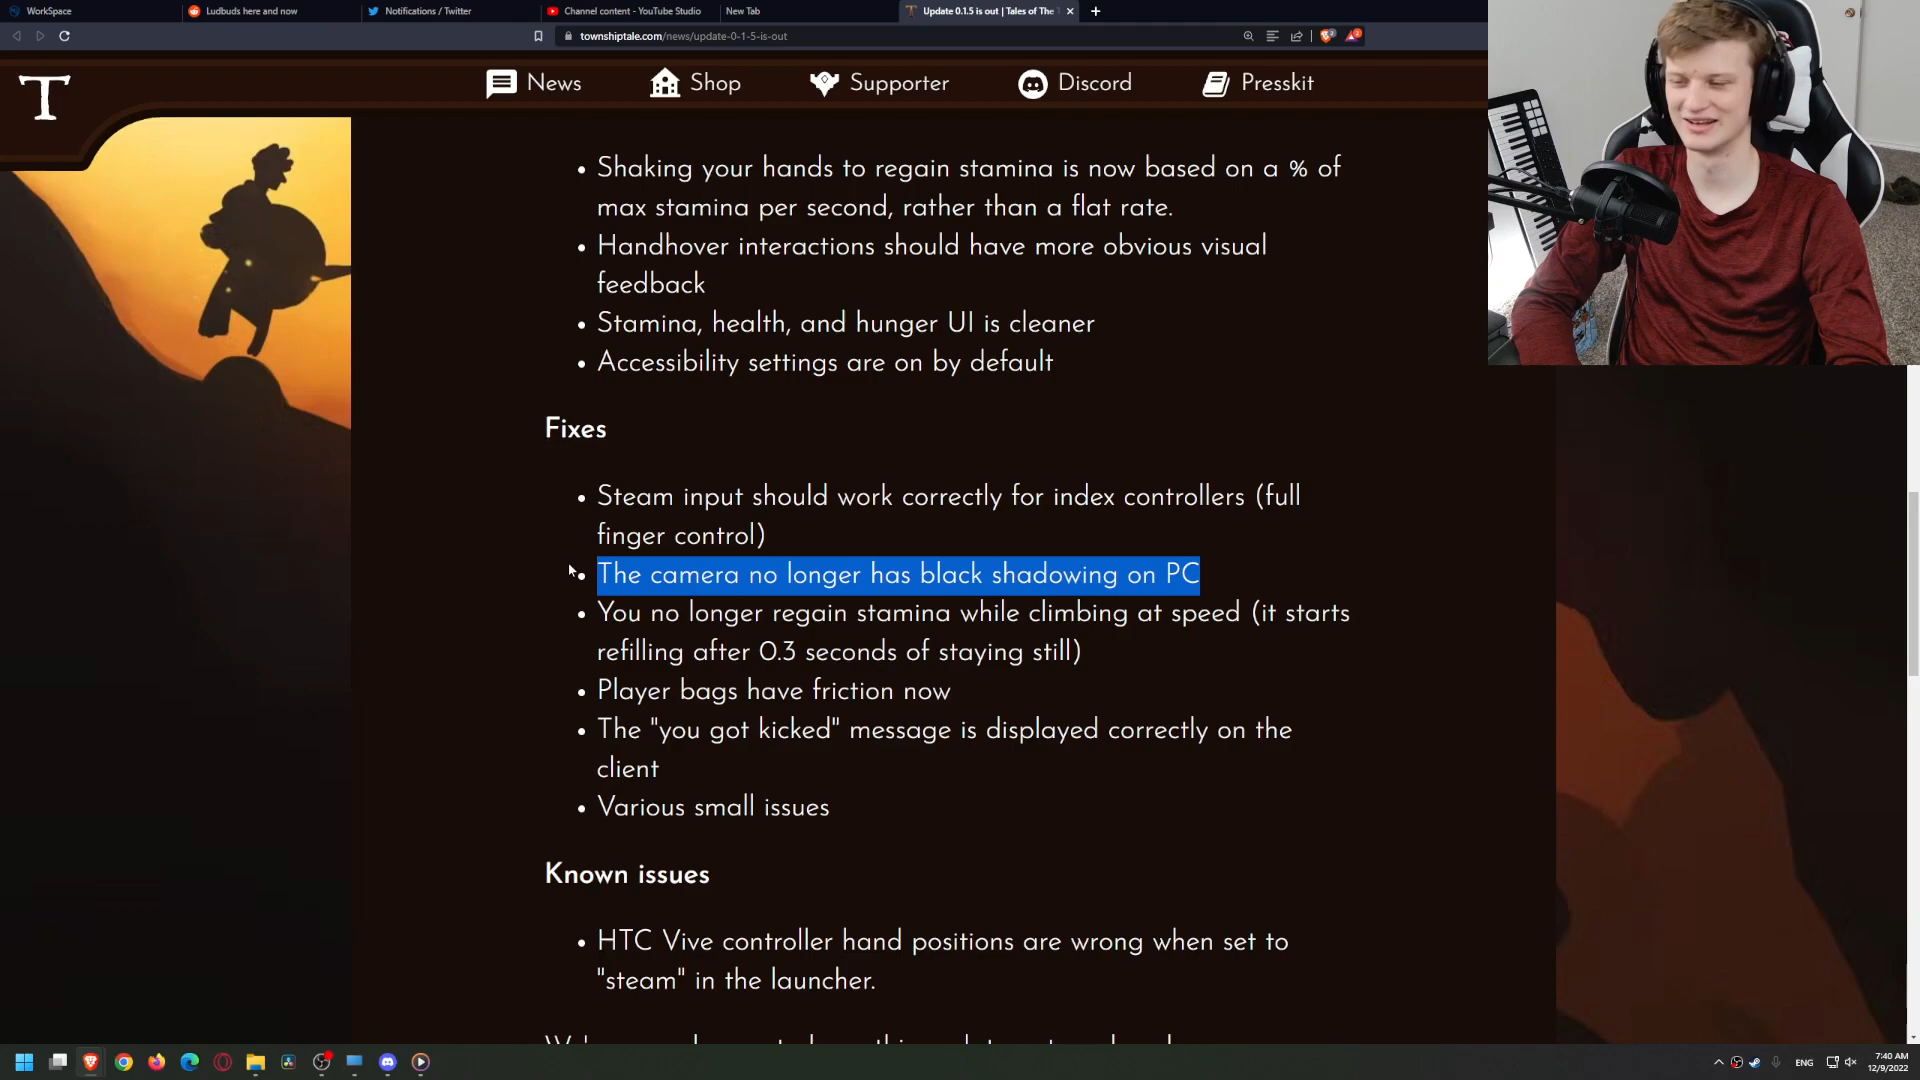 WorkSpace
Ludbuds here and now
Notifications / Twitter
Channel content - YouTube Studio
New Tab
Update 0.1.5 is out | Tales of The
townshiptale.com/news/update-0-1-5-is-out
T
News
Shop
Supporter
Discord
Presskit
• Shaking your hands to regain stamina is now based on a % of
max stamina per second, rather than a flat rate.
• Handhover interactions should have more obvious visual
feedback
• Stamina, health, and hunger UI is cleaner
• Accessibility settings are on by default
Fixes
• Steam input should work correctly for index controllers (full
finger control)
• The camera no longer has black shadowing on PC
• You no longer regain stamina while climbing at speed (it starts
refilling after 0.3 seconds of staying still)
• Player bags have friction now
• The "you got kicked" message is displayed correctly on the
client
• Various small issues
Known issues
• HTC Vive controller hand positions are wrong when set to
"steam" in the launcher.
ENG
7:40 AM
12/9/2022